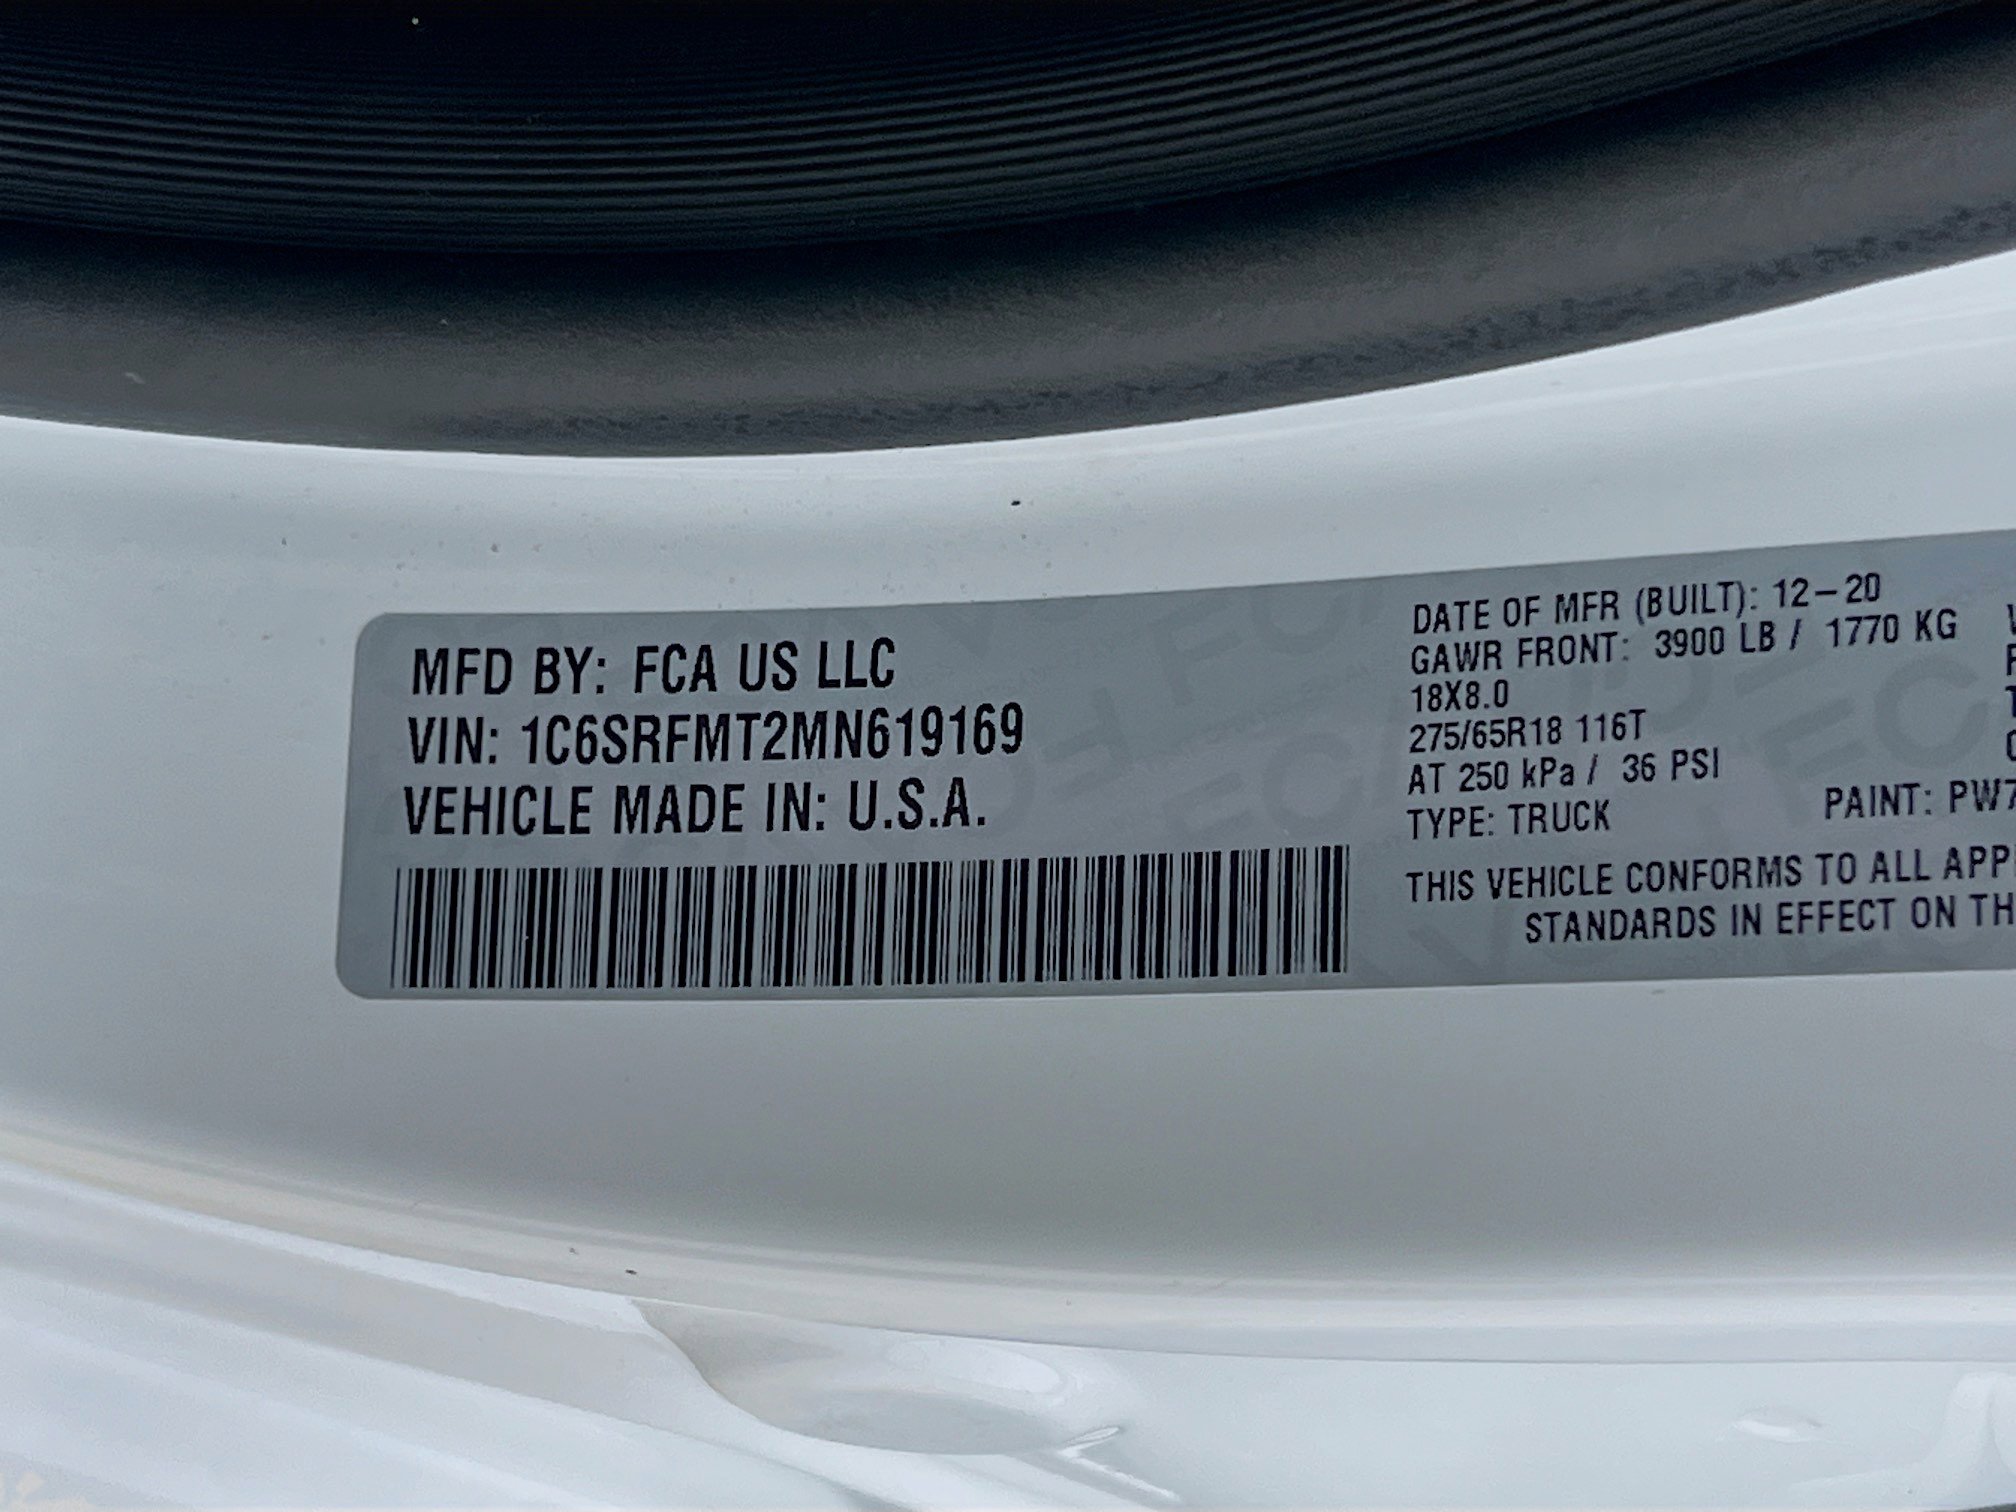 MFD BY: FCA US LLC
VIN: 1C6SRFMT2MN619169
VEHICLE MADE IN: U.S.A.
DATE OF MFR (BUILT): 12-20
GAWR FRONT: 3900 LB / 1770 KG
18X8.0
275/65R18 116T
AT 250 kPa / 36 PSI
TYPE: TRUCK PAINT: PW7
THIS VEHICLE CONFORMS TO ALL APP
STANDARDS IN EFFECT ON TH